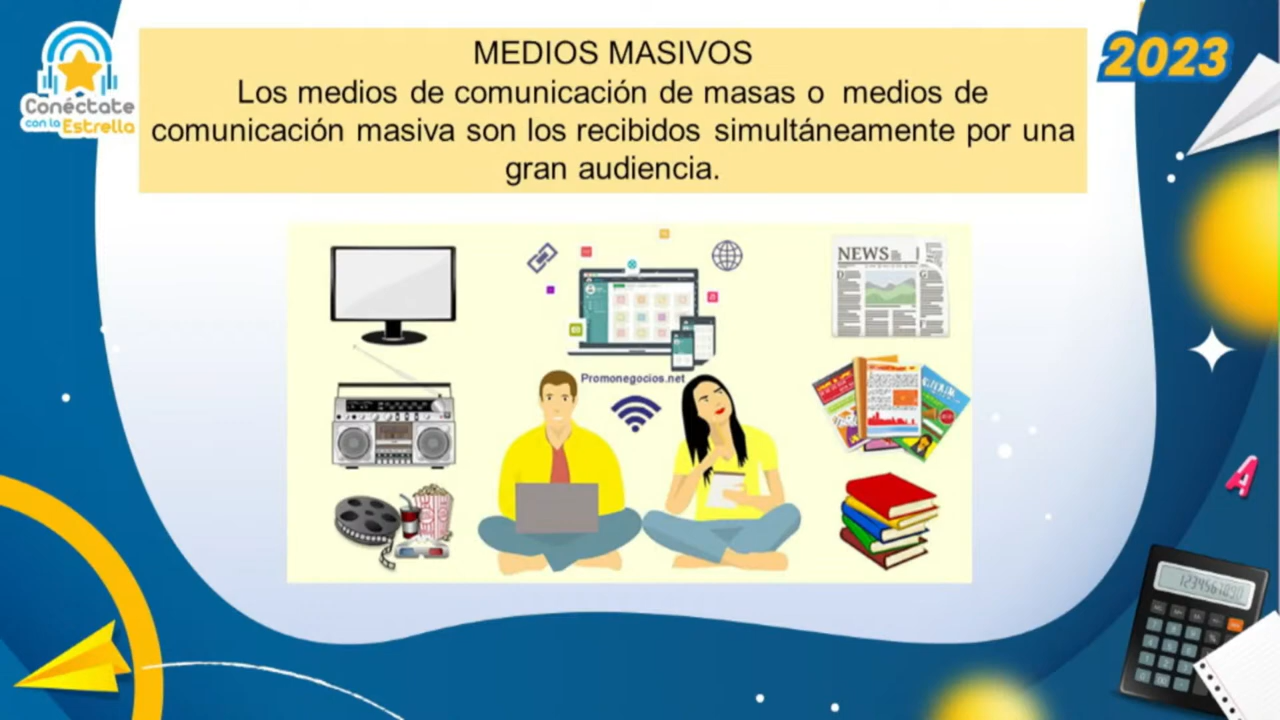 Conéctate
con la Estrella
MEDIOS MASIVOS
Los medios de comunicación de masas o medios de
comunicación masiva son los recibidos simultáneamente por una
gran audiencia.
2023
NEWS
Promonegocios.net
A
1234567890